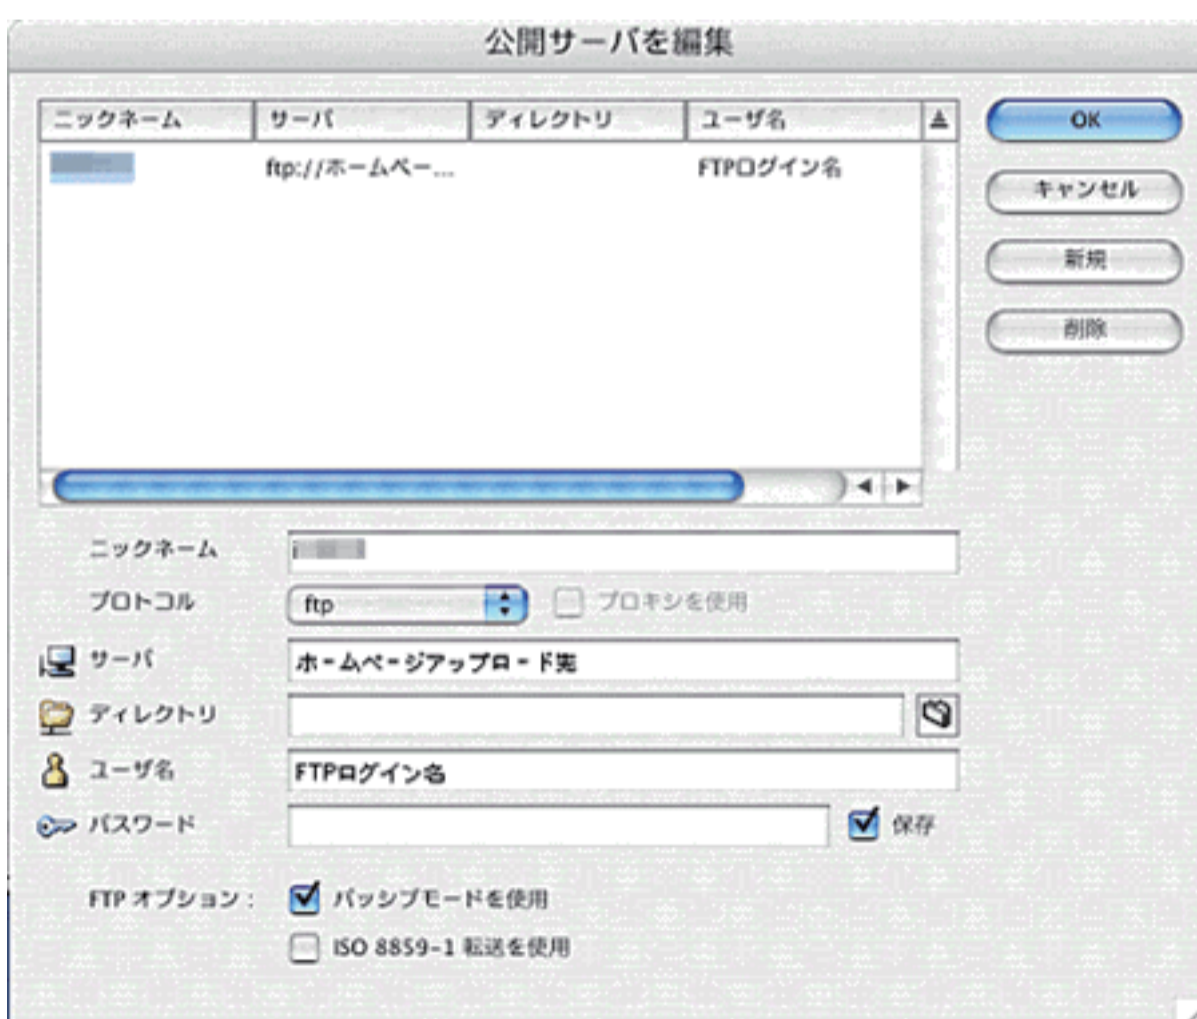 公開サーバを編集
ニックネーム サーバ ディレクトリ ユーザ名
ftp://ホームペー... FTPログイン名
OK
キャンセル
新規
削除
ニックネーム i
プロトコル ftp プロキシを使用
サーバ ホームページアップロード先
ディレクトリ
ユーザ名 FTPログイン名
パスワード 保存
FTP オプション : パッシブモードを使用
ISO 8859-1 転送を使用